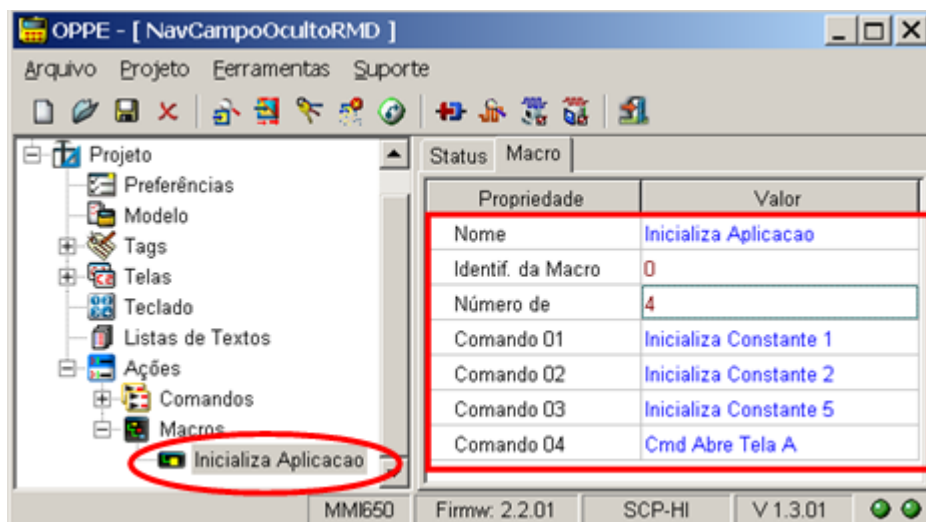 OPPE - [ NavCampoOcultoRMD ]
Arquivo Projeto Ferramentas Suporte
Projeto
Preferências
Modelo
Tags
Telas
Teclado
Listas de Textos
Ações
Comandos
Macros
Inicializa Aplicacao
Status Macro
Propriedade Valor
Nome Inicializa Aplicacao
Identif. da Macro 0
Número de 4
Comando 01 Inicializa Constante 1
Comando 02 Inicializa Constante 2
Comando 03 Inicializa Constante 5
Comando 04 Cmd Abre Tela A
MMI650 Firmw: 2.2.01 SCP-HI V 1.3.01